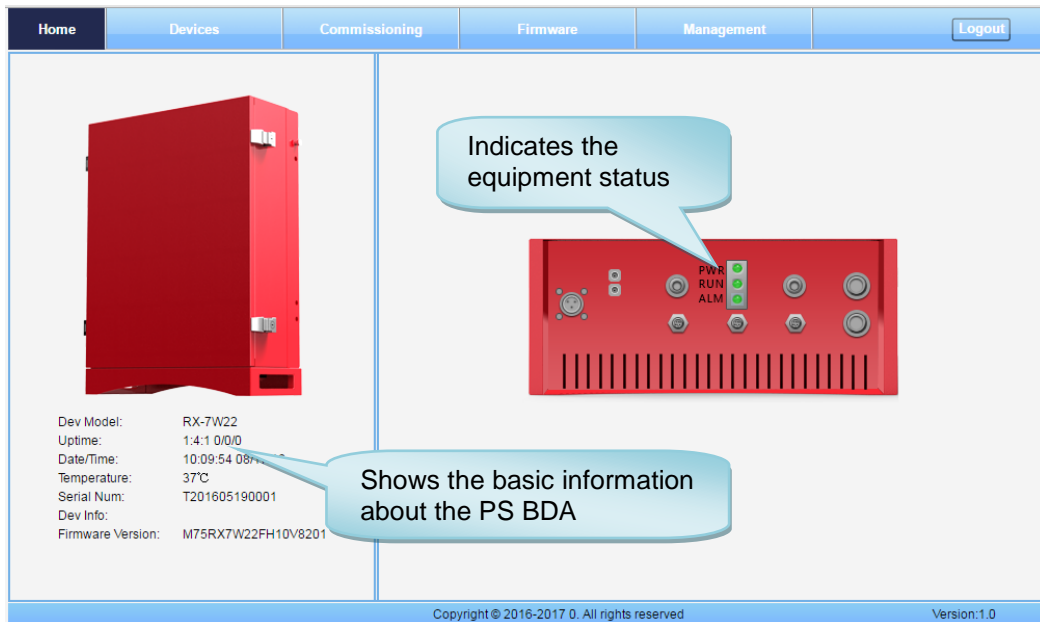 Home Devices Commissioning Firmware Management Logout
Indicates the
equipment status
PWR
RUN
ALM
Dev Model: RX-7W22
Uptime: 1:4:1 0/0/0
Date/Time: 10:09:54
Temperature: 37℃
Serial Num: T201605190001
Dev Info:
Firmware Version: M75RX7W22FH10V8201
Shows the basic information
about the PS BDA
Copyright © 2016-2017 0. All rights reserved Version:1.0